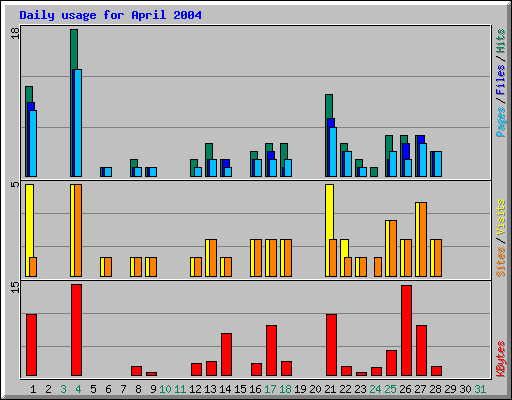 Daily usage for April 2004
18
Pages / Files / Hits
5
Sites / Visits
15
KBytes
1 2 3 4 5 6 7 8 9 10 11 12 13 14 15 16 17 18 19 20 21 22 23 24 25 26 27 28 29 30 31